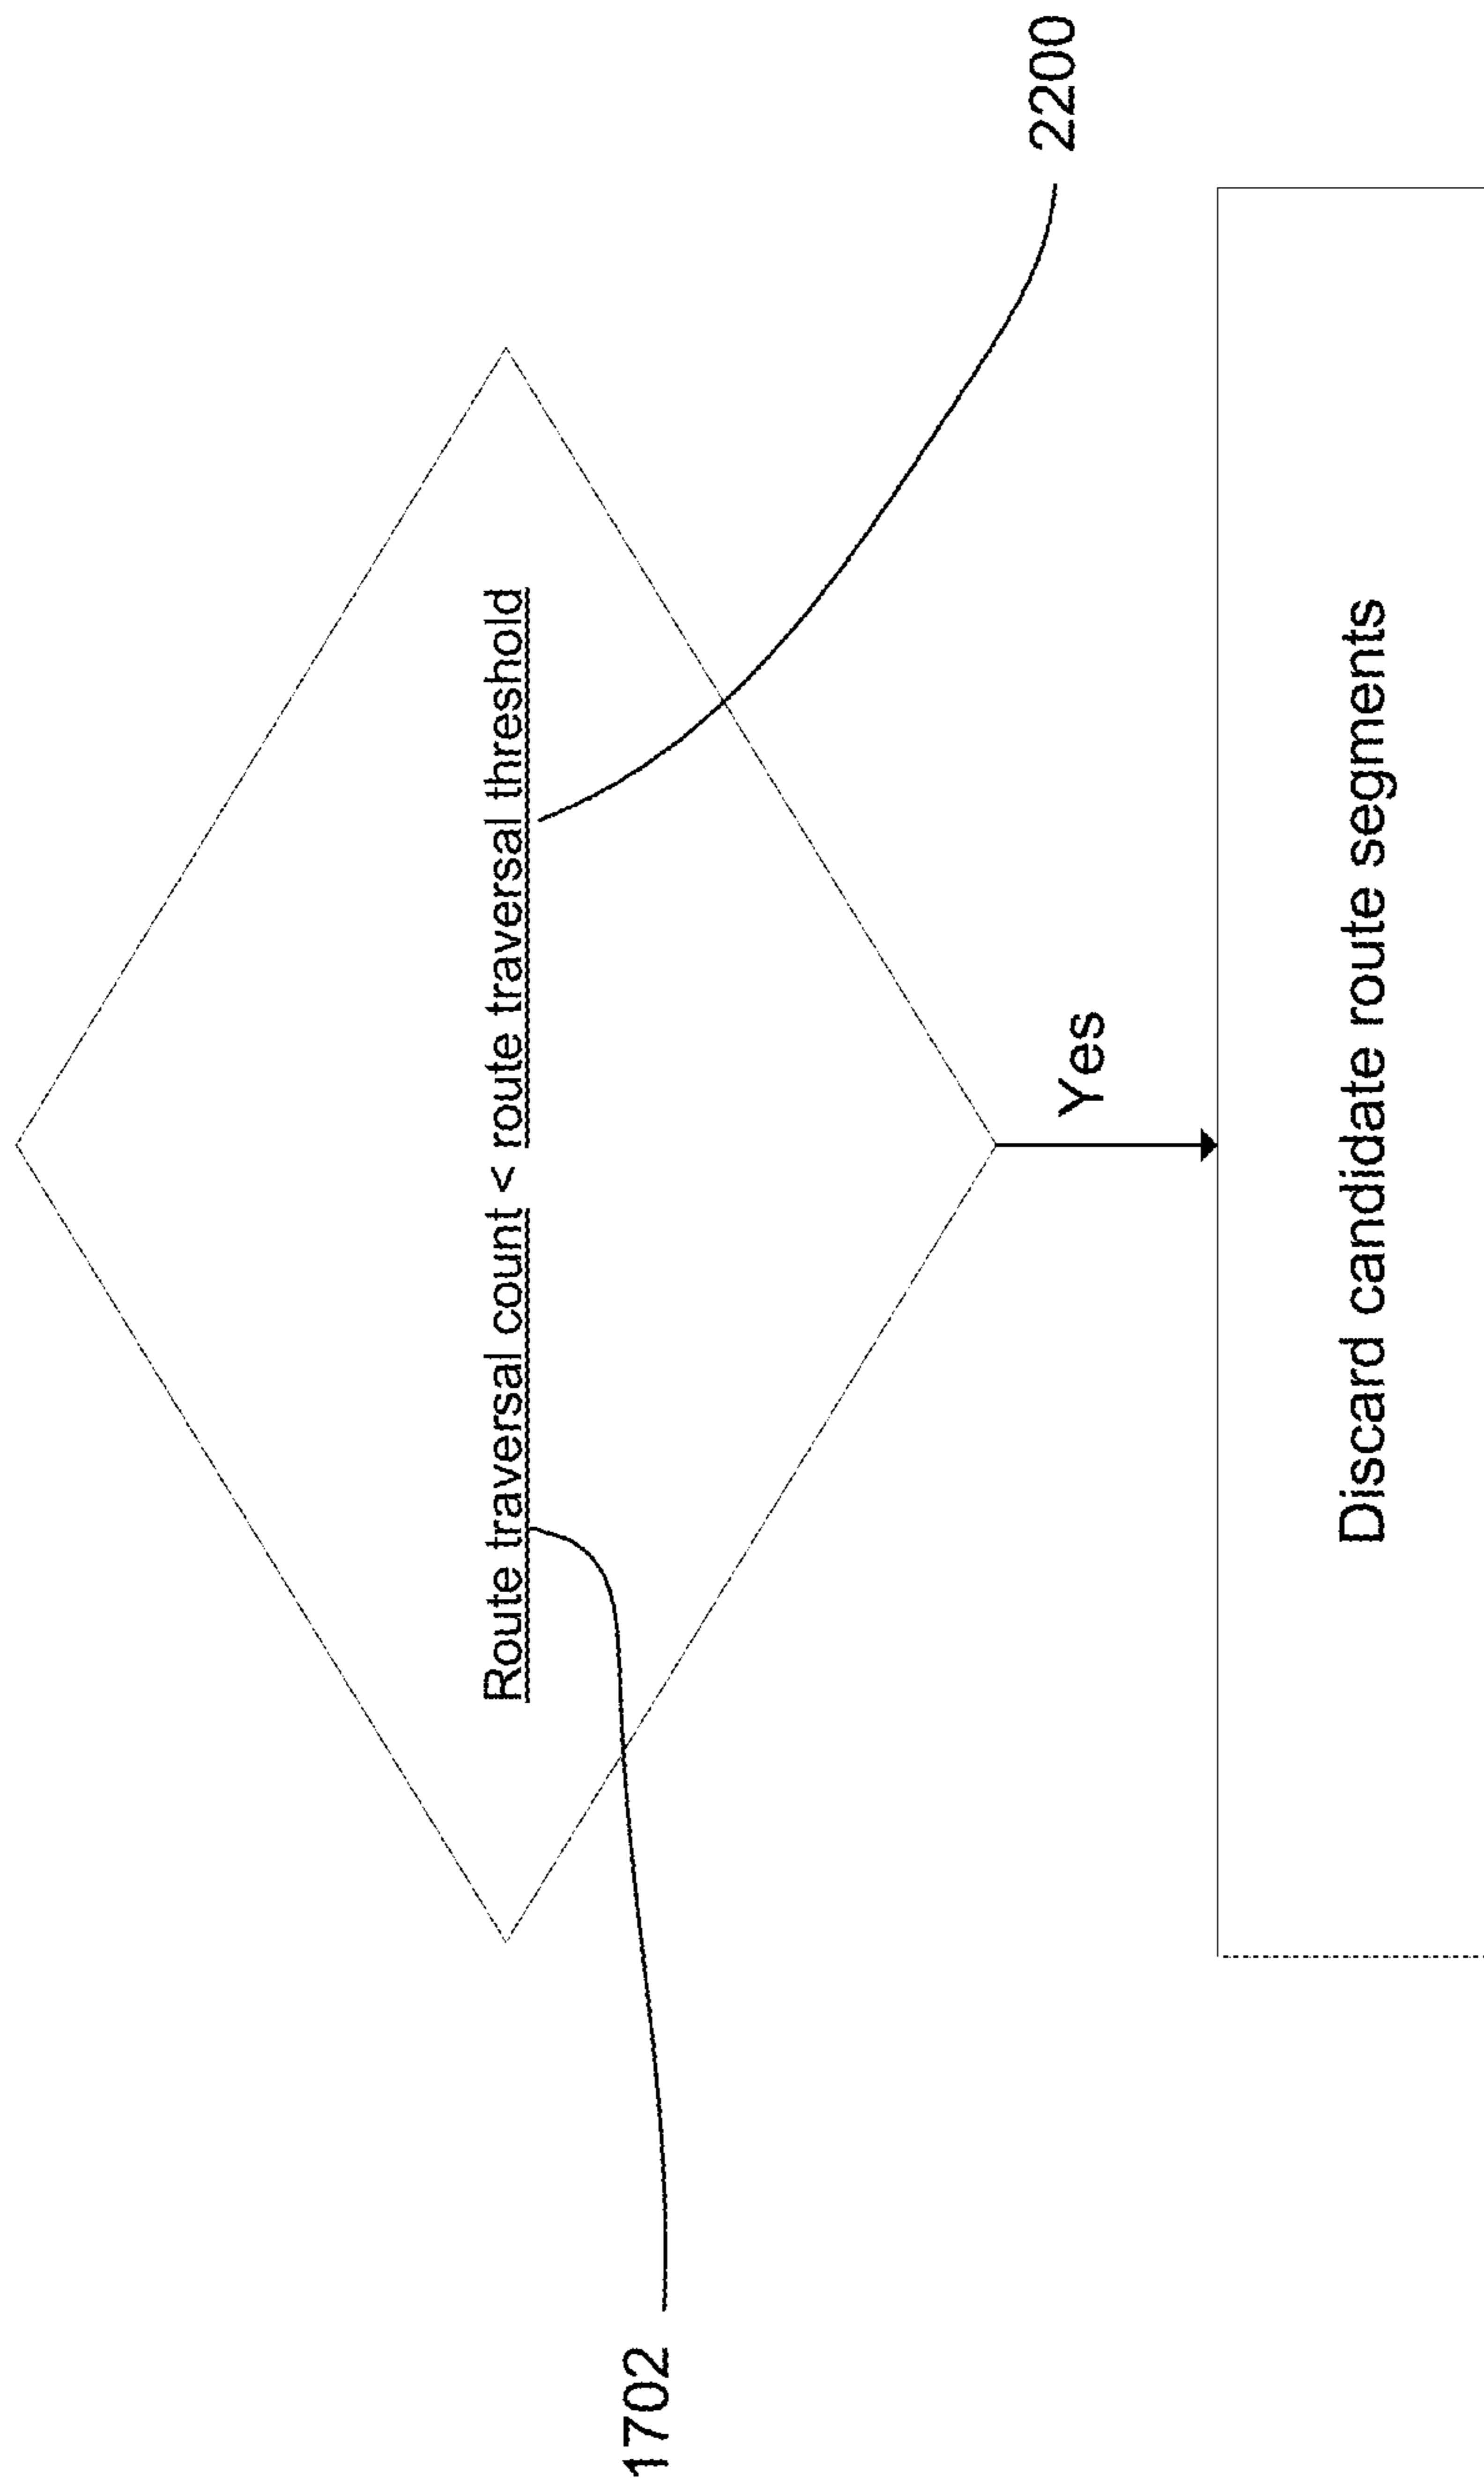 Route traversal count < route traversal threshold
1702
2200
Yes
Discard candidate route segments